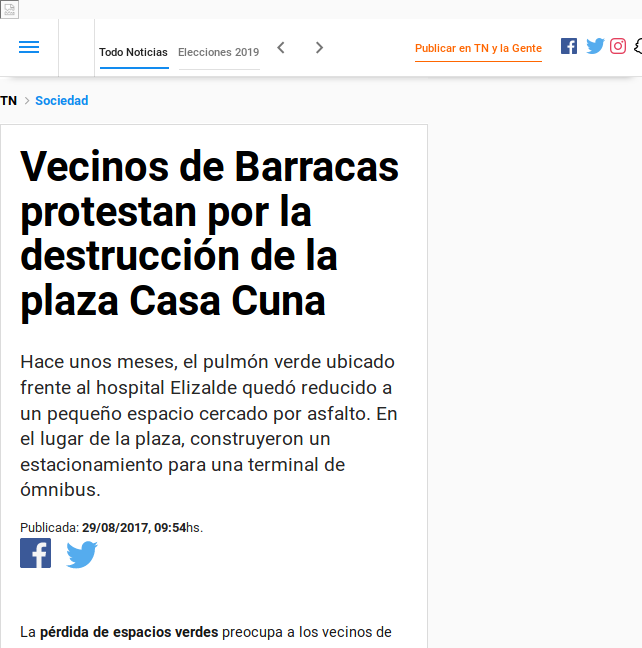 Todo Noticias Elecciones 2019 Publicar en TN y la Gente
TN Sociedad
Vecinos de Barracas
protestan por la
destrucción de la
plaza Casa Cuna
Hace unos meses, el pulmón verde ubicado
frente al hospital Elizalde quedó reducido a
un pequeño espacio cercado por asfalto. En
el lugar de la plaza, construyeron un
estacionamiento para una terminal de
ómnibus.
Publicada: 29/08/2017, 09:54hs.
La pérdida de espacios verdes preocupa a los vecinos de